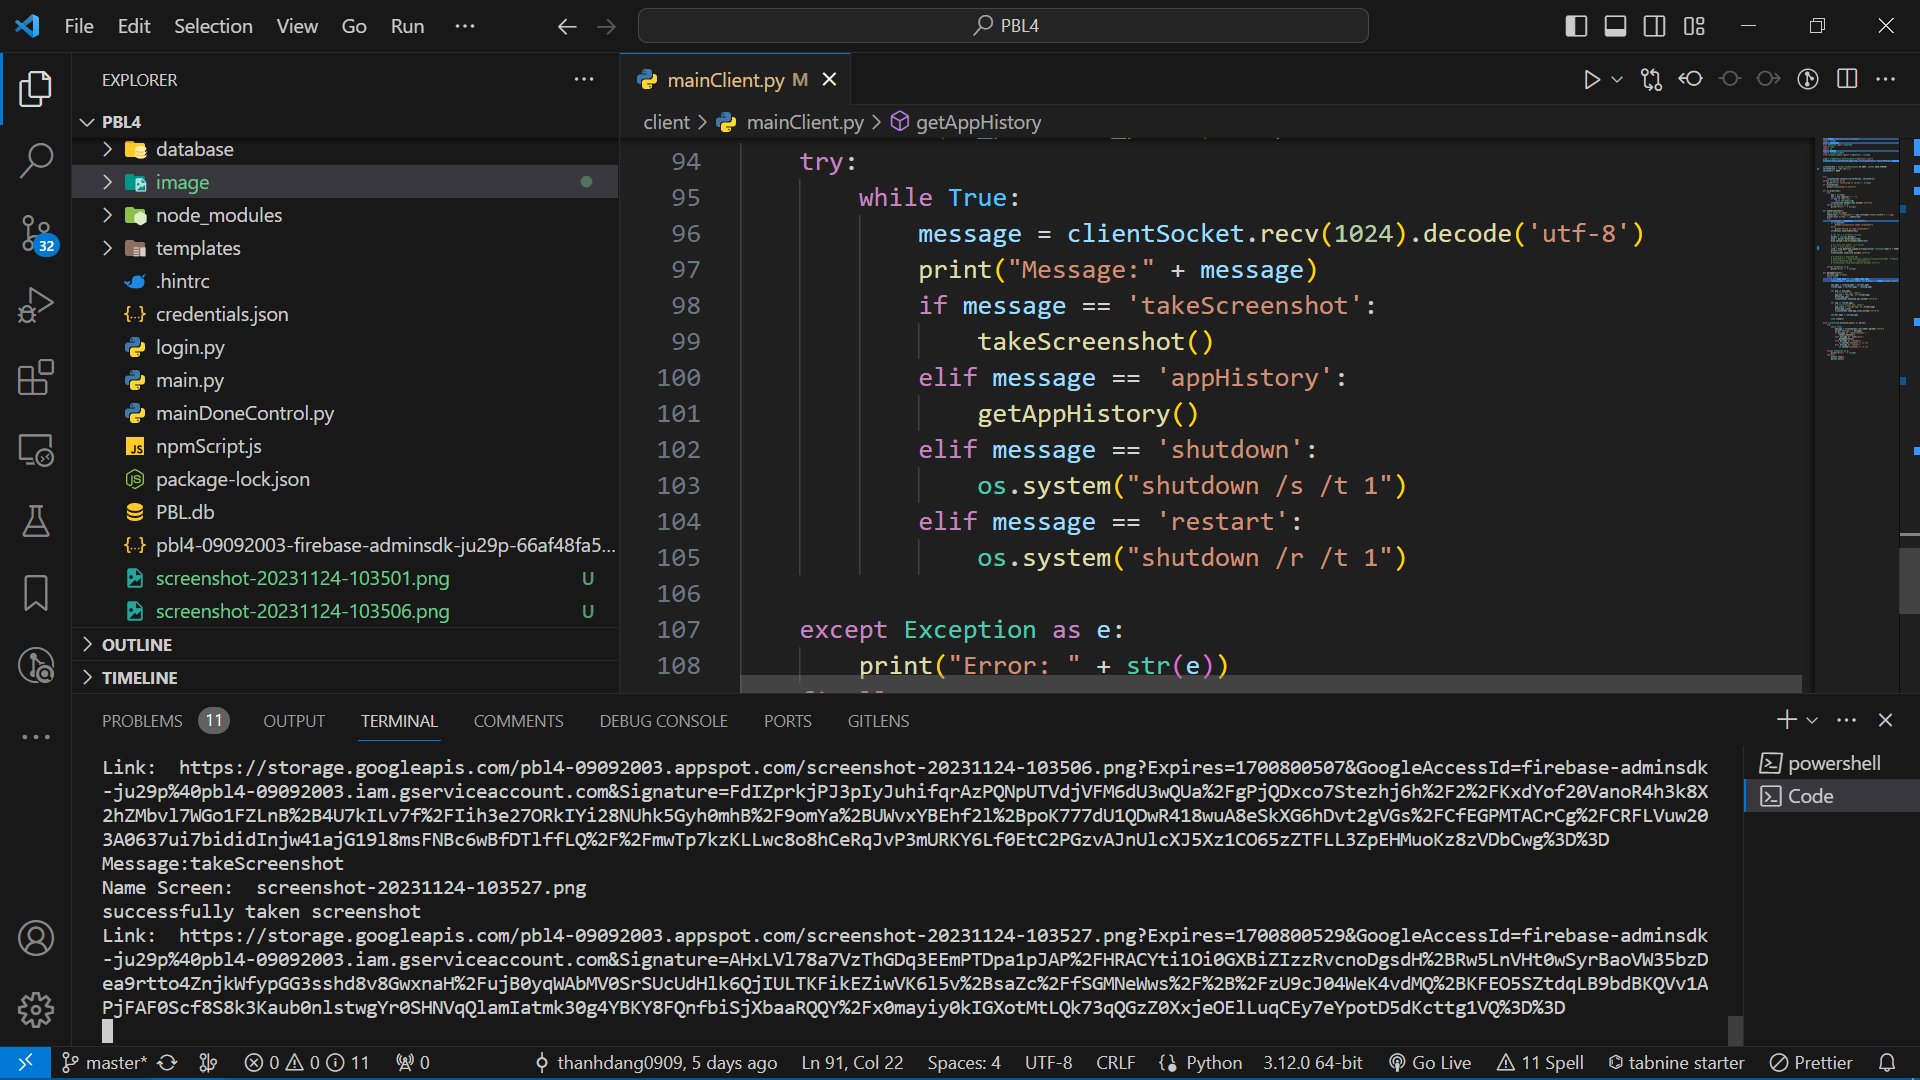 File Edit Selection View Go Run ···
PBL4
EXPLORER
PBL4
database
image
node_modules
templates
.hintrc
credentials.json
login.py
main.py
mainDoneControl.py
npmScript.js
package-lock.json
PBL.db
pbl4-09092003-firebase-adminsdk-ju29p-66af48fa5...
screenshot-20231124-103501.png U
screenshot-20231124-103506.png U
OUTLINE
TIMELINE
32
mainClient.py M
client > mainClient.py > getAppHistory
94 try:
95 while True:
96 message = clientSocket.recv(1024).decode('utf-8')
97 print("Message:" + message)
98 if message == 'takeScreenshot':
99 takeScreenshot()
100 elif message == 'appHistory':
101 getAppHistory()
102 elif message == 'shutdown':
103 os.system("shutdown /s /t 1")
104 elif message == 'restart':
105 os.system("shutdown /r /t 1")
106
107 except Exception as e:
108 print("Error: " + str(e))
PROBLEMS 11 OUTPUT TERMINAL COMMENTS DEBUG CONSOLE PORTS GITLENS
Link:  https://storage.googleapis.com/pbl4-09092003.appspot.com/screenshot-20231124-103506.png?Expires=1700800507&GoogleAccessId=firebase-adminsdk
-ju29p%40pbl4-09092003.iam.gserviceaccount.com&Signature=FdIZprkjPJ3pIyJuhifqrAzPQNpUTVdjVFM6dU3wQUa%2FgPjQDxco7Stezhj6h%2F2%2FKxdYof20VanoR4h3k8X
2hZMbvl7WGo1FZLnB%2B4U7kILv7f%2FIih3e27ORkIYi28NUhk5Gyh0mhB%2F9omYa%2BUWvxYBEhf2l%2BpoK777dU1QDwR418wuA8eSkXG6hDvt2gVGs%2FCfEGPMTACrCg%2FCRFLVuw20
3A0637ui7bididInjw41ajG19l8msFNBc6wBfDTlffLQ%2F%2FmwTp7kzKLLwc8o8hCeRqJvP3mURKY6Lf0EtC2PGzvAJnUlcXJ5Xz1CO65zZTFLL3ZpEHMuoKz8zVDbCwg%3D%3D
Message:takeScreenshot
Name Screen:  screenshot-20231124-103527.png
successfully taken screenshot
Link:  https://storage.googleapis.com/pbl4-09092003.appspot.com/screenshot-20231124-103527.png?Expires=1700800529&GoogleAccessId=firebase-adminsdk
-ju29p%40pbl4-09092003.iam.gserviceaccount.com&Signature=AHxLVl78a7VzThGDq3EEmPTDpa1pJAP%2FHRACYti1Oi0GXBiZIzzRvcnoDgsdH%2BRw5LnVHt0wSyrBaoVW35bzD
ea9rtto4ZnjkWfypGG3sshd8v8GwxnaH%2FujB0yqWAbMV0SrSUcUdHlk6QjIULTKFikEZiwVK6l5v%2BsaZc%2FfSGMNeWws%2F%2B%2FzU9cJ04WeK4vdMQ%2BKFEO5SZtdqLB9bdBKQVv1A
PjFAF0Scf8S8k3Kaub0nlstwgYr0SHNVqQlamIatmk30g4YBKY8FQnfbiSjXbaaRQQY%2Fx0mayiy0kIGXotMtLQk73qQGzZ0XxjeOElLuqCEy7eYpotD5dKcttg1VQ%3D%3D
powershell
Code
master* 0 0 11 0 thanhdang0909, 5 days ago Ln 91, Col 22 Spaces: 4 UTF-8 CRLF Python 3.12.0 64-bit Go Live 11 Spell tabnine starter Prettier